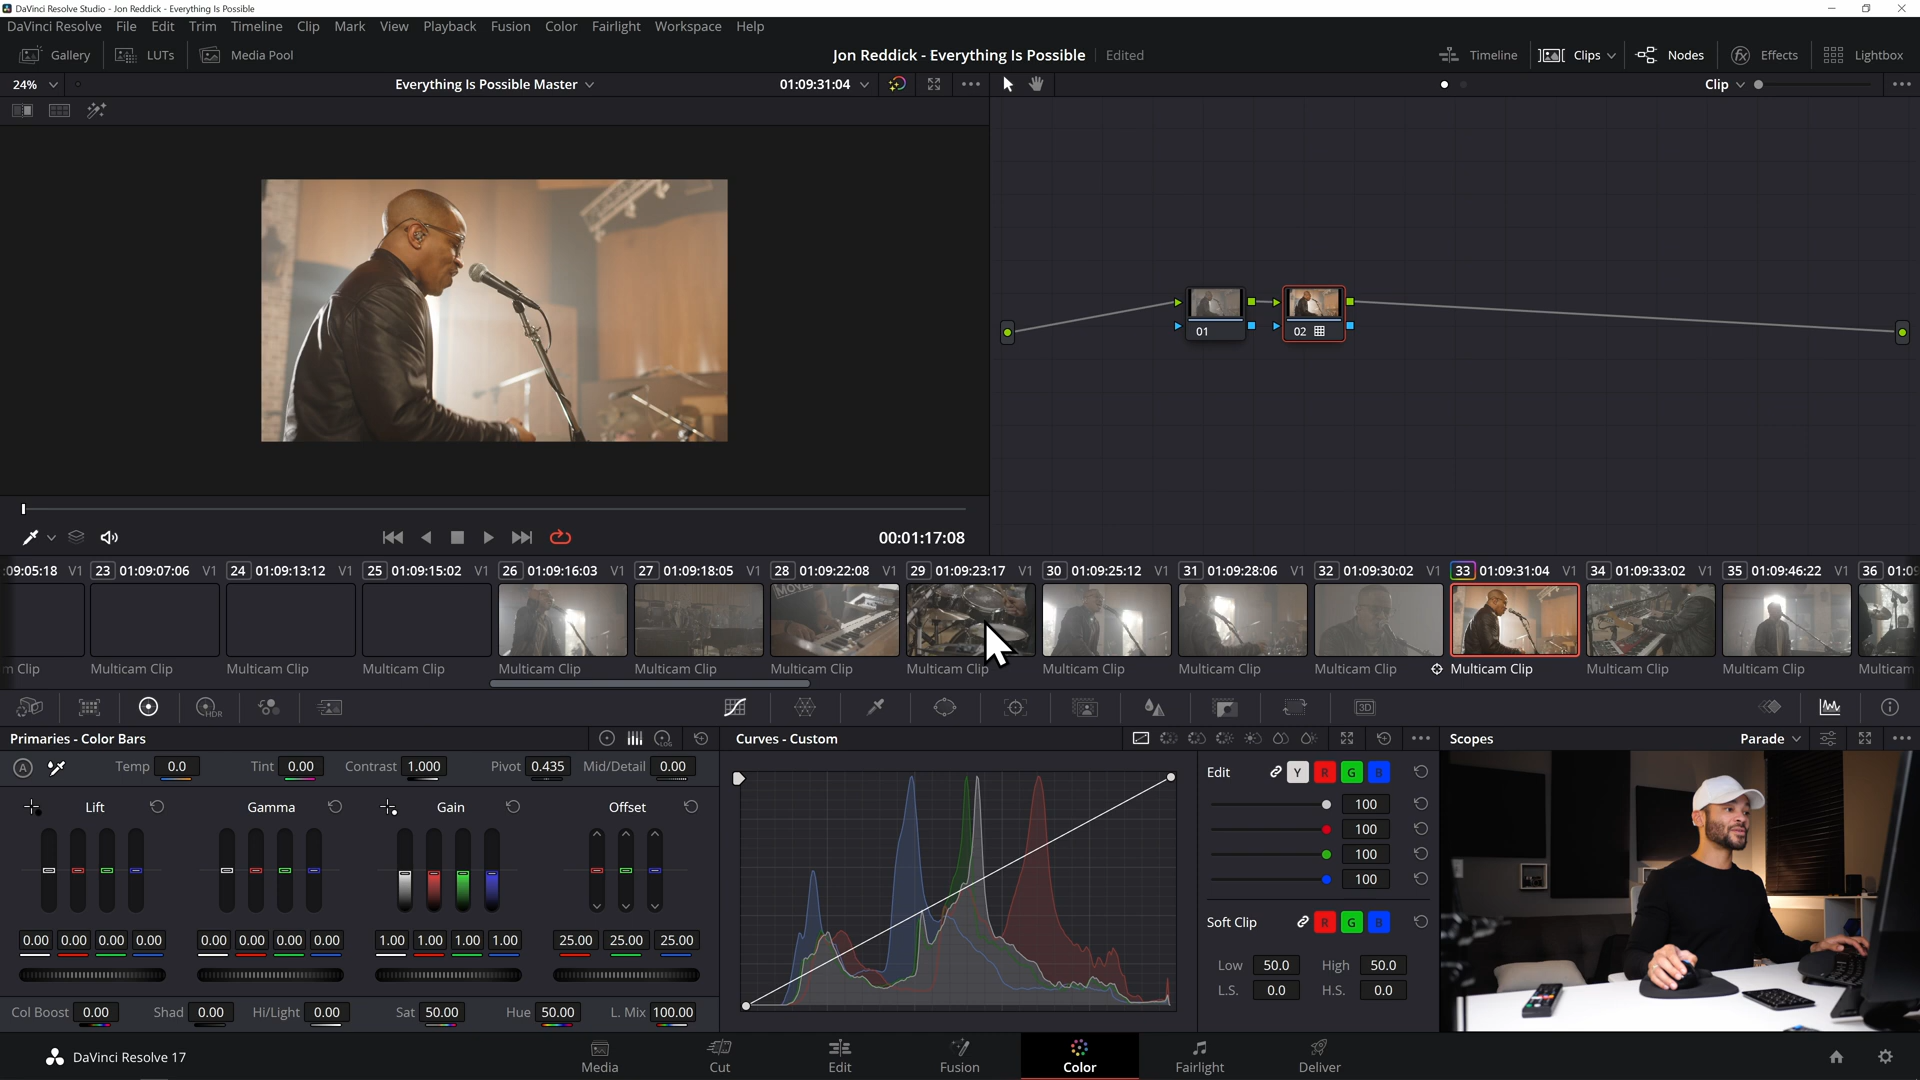 DaVinci Resolve Studio - Jon Reddick - Everything Is Possible
DaVinci Resolve File Edit Trim Timeline Clip Mark View Playback Fusion Color Fairlight Workspace Help
Gallery LUTs Media Pool Jon Reddick - Everything Is Possible Edited Timeline Clips Nodes Effects Lightbox
24% Everything Is Possible Master 01:09:31:04 Clip
01 02
00:01:17:08
:09:05:18 V1 23 01:09:07:06 V1 24 01:09:13:12 V1 25 01:09:15:02 V1 26 01:09:16:03 V1 27 01:09:18:05 V1 28 01:09:22:08 V1 29 01:09:23:17 V1 30 01:09:25:12 V1 31 01:09:28:06 V1 32 01:09:30:02 V1 33 01:09:31:04 V1 34 01:09:33:02 V1 35 01:09:46:22 V1 36 01:09
m Clip Multicam Clip Multicam Clip Multicam Clip Multicam Clip Multicam Clip Multicam Clip Multicam Clip Multicam Clip Multicam Clip Multicam Clip Multicam Clip Multicam Clip Multicam Clip Multicam
HDR 3D
Primaries - Color Bars LOG Curves - Custom Scopes Parade
A Temp 0.0 Tint 0.00 Contrast 1.000 Pivot 0.435 Mid/Detail 0.00 Edit Y R G B
Lift Gamma Gain Offset 100
100
100
100
Soft Clip R G B
0.00 0.00 0.00 0.00 0.00 0.00 0.00 0.00 1.00 1.00 1.00 1.00 25.00 25.00 25.00
Low 50.0 High 50.0
L.S. 0.0 H.S. 0.0
Col Boost 0.00 Shad 0.00 Hi/Light 0.00 Sat 50.00 Hue 50.00 L. Mix 100.00
DaVinci Resolve 17 Media Cut Edit Fusion Color Fairlight Deliver